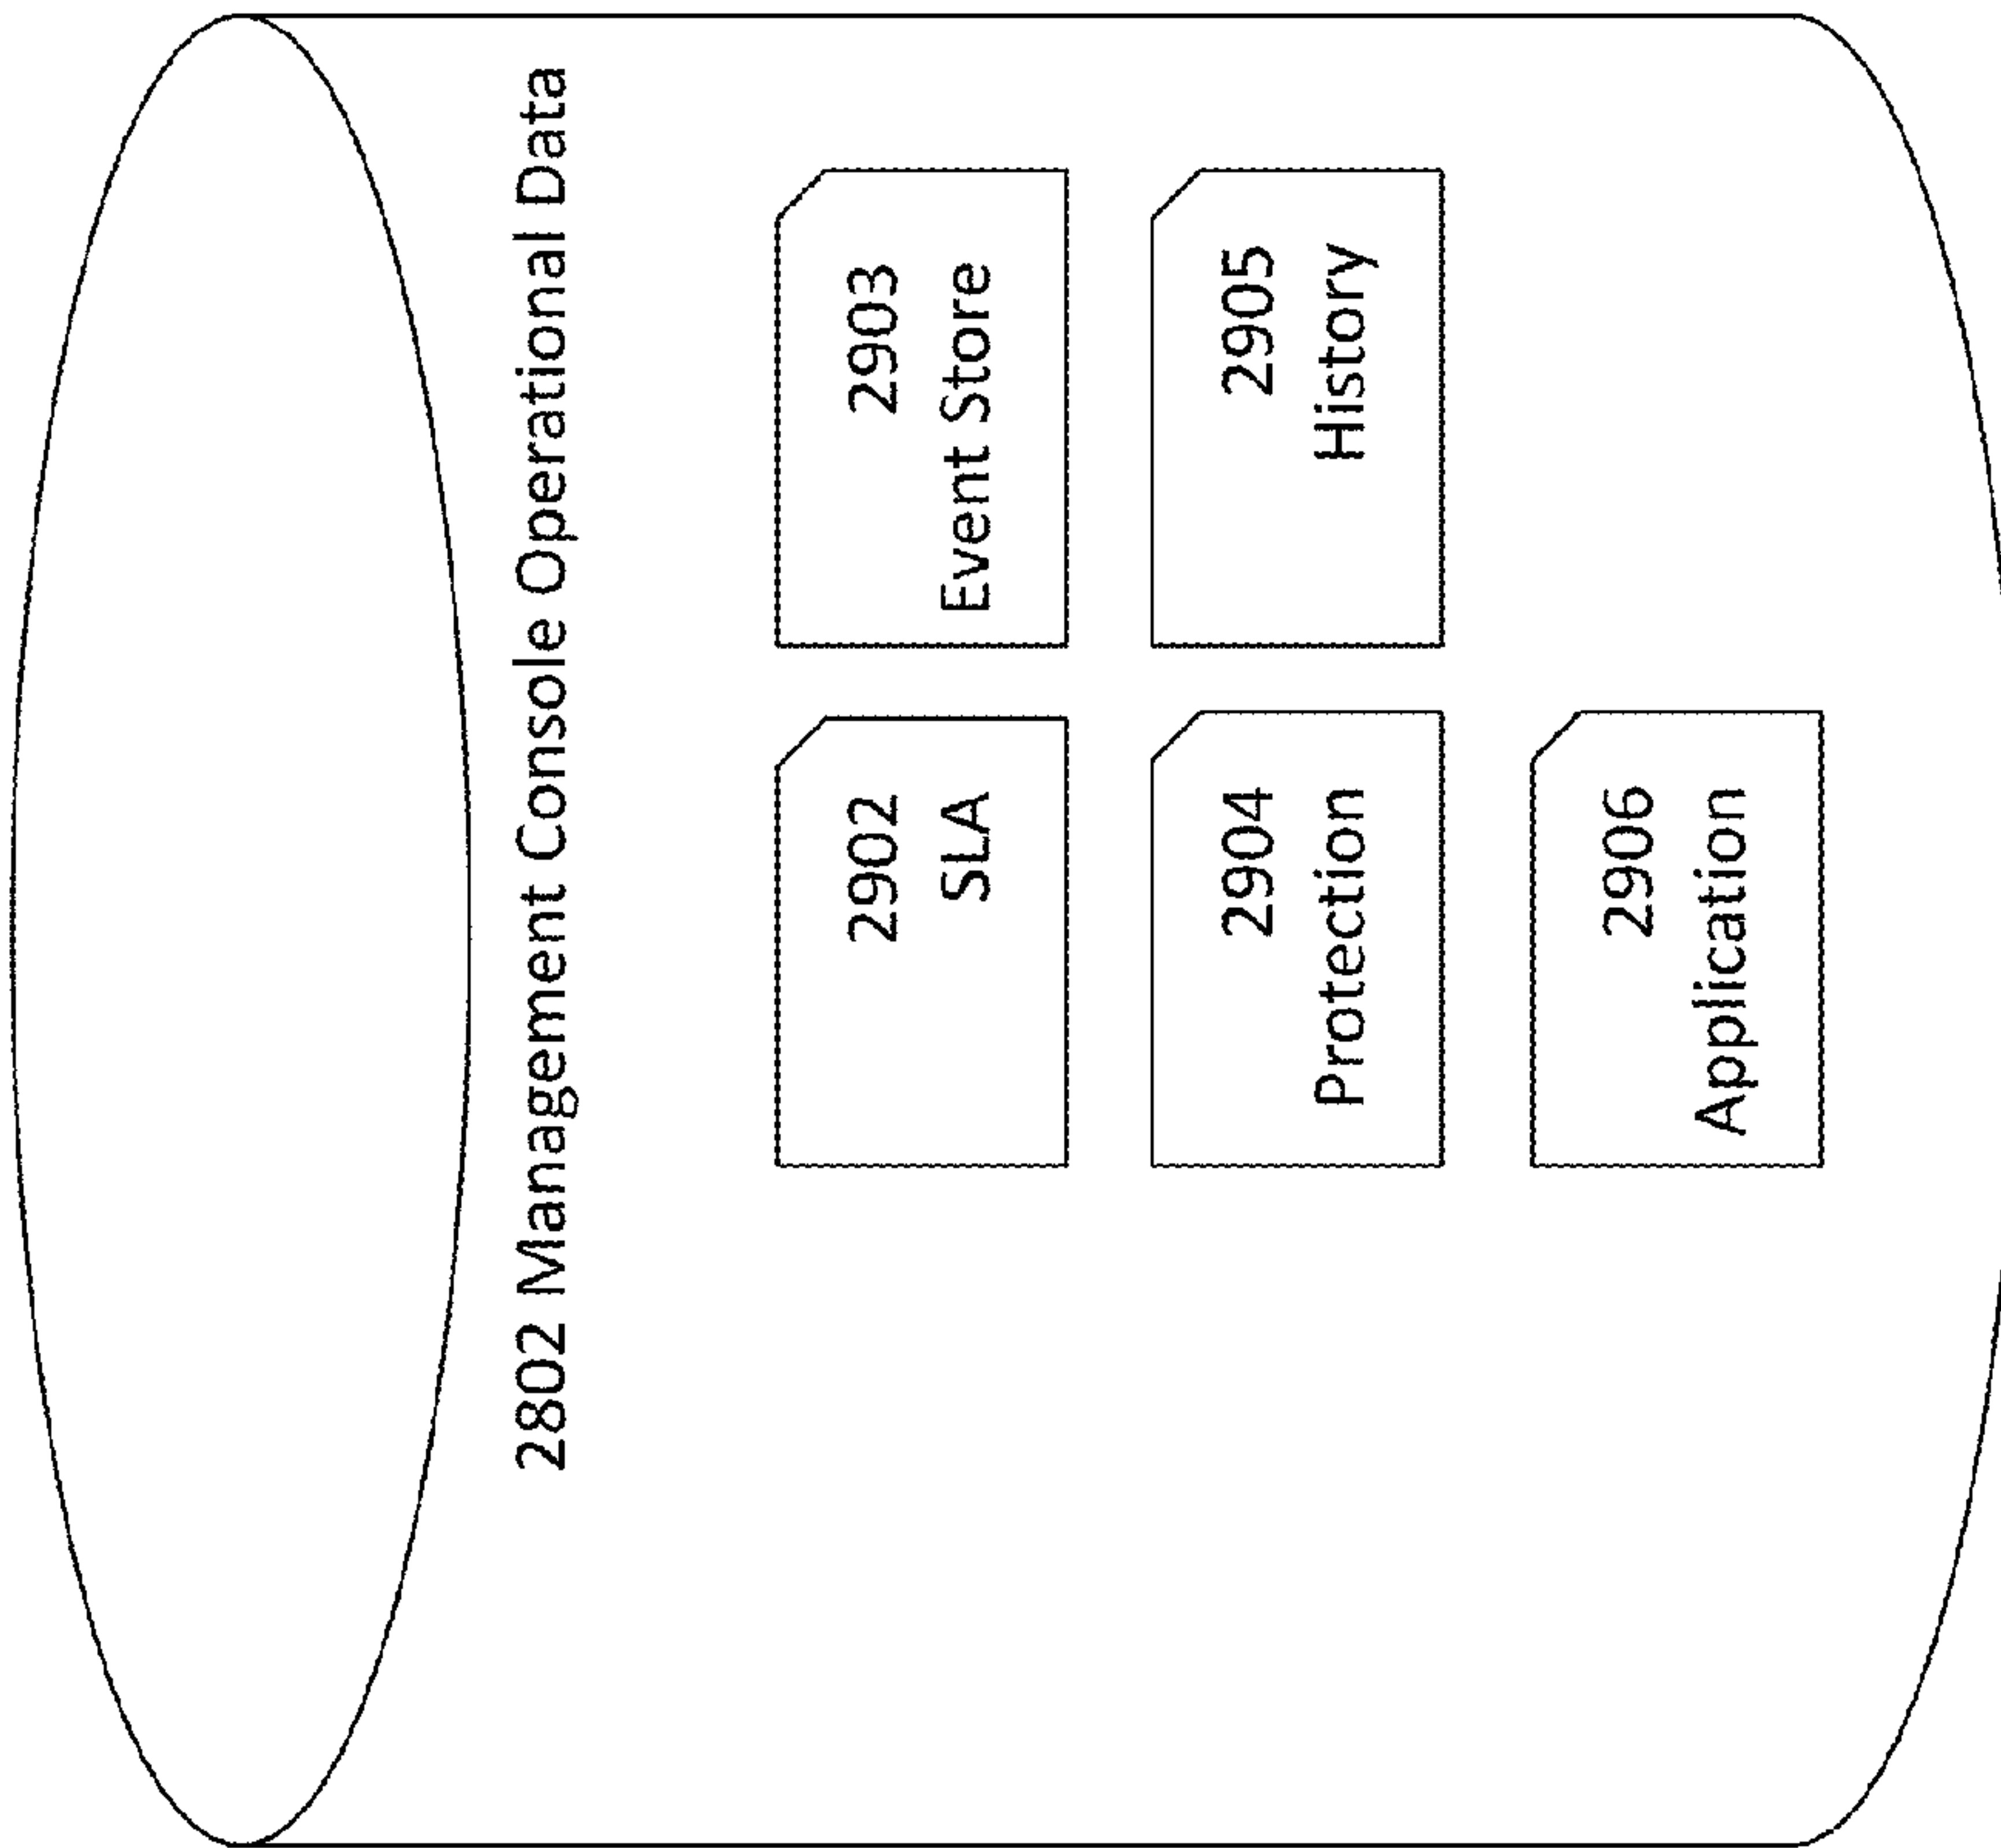 2802 Management Console Operational Data
2902
SLA
2903
Event Store
2904
Protection
2905
History
2906
Application